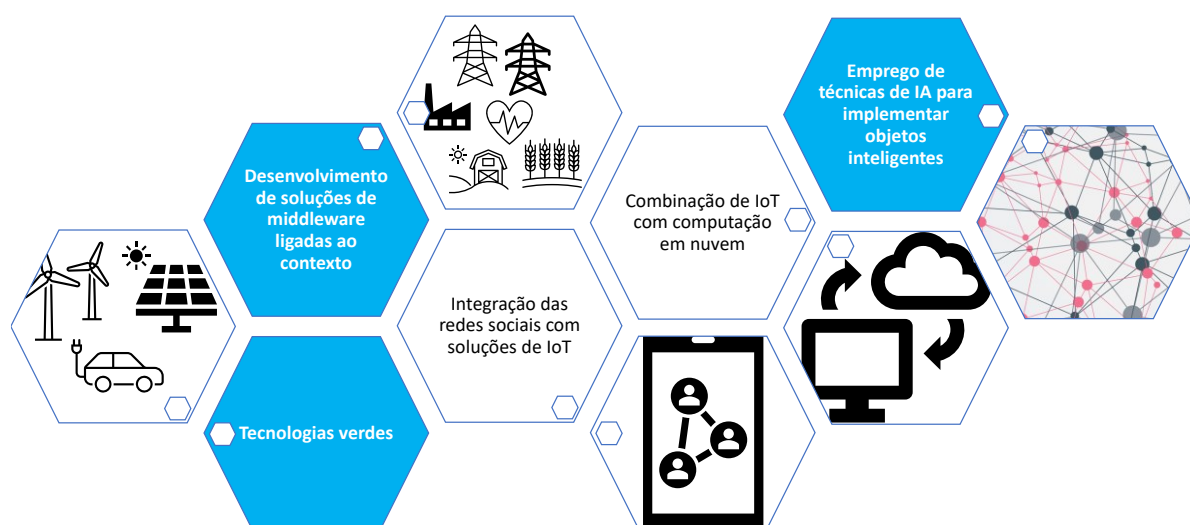 Desenvolvimento
de soluções de
middleware
ligadas ao
contexto
Tecnologias verdes
Integração das
redes sociais com
soluções de IoT
Combinação de IoT
com computação
em nuvem
Emprego de
técnicas de IA para
implementar
objetos
inteligentes